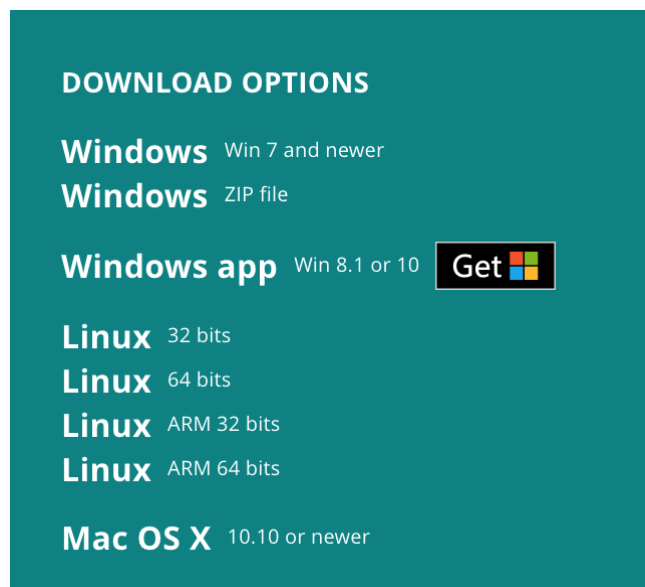 DOWNLOAD OPTIONS
Windows Win 7 and newer
Windows ZIP file
Windows app Win 8.1 or 10 Get
Linux 32 bits
Linux 64 bits
Linux ARM 32 bits
Linux ARM 64 bits
Mac OS X 10.10 or newer